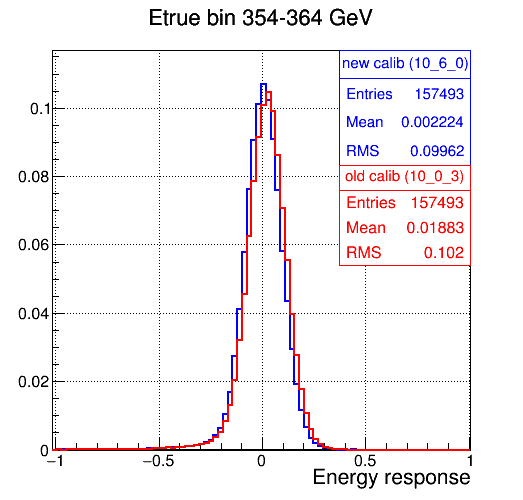 Etrue bin 354-364 GeV
new calib (10_6_0)
Entries 157493
Mean 0.002224
RMS 0.09962
old calib (10_0_3)
Entries 157493
Mean 0.01883
RMS 0.102
0.1
0.08
0.06
0.04
0.02
0
−1 −0.5 0 0.5 1
Energy response